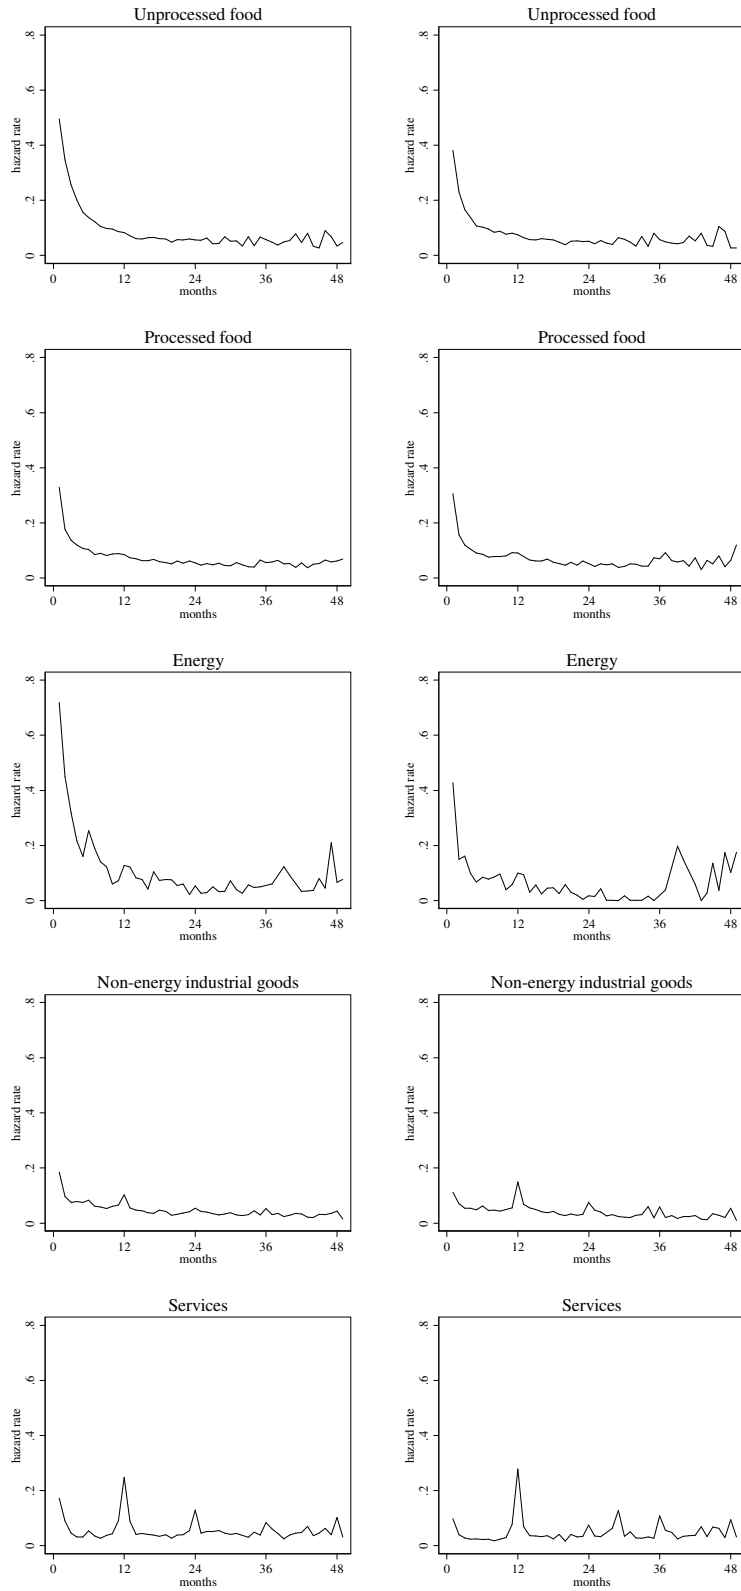 Unprocessed food
hazard rate
0 .2 .4 .6 .8
0 12 24 36 48
months
Unprocessed food
hazard rate
0 .2 .4 .6 .8
0 12 24 36 48
months
Processed food
hazard rate
0 .2 .4 .6 .8
0 12 24 36 48
months
Processed food
hazard rate
0 .2 .4 .6 .8
0 12 24 36 48
months
Energy
hazard rate
0 .2 .4 .6 .8
0 12 24 36 48
months
Energy
hazard rate
0 .2 .4 .6 .8
0 12 24 36 48
months
Non-energy industrial goods
hazard rate
0 .2 .4 .6 .8
0 12 24 36 48
months
Non-energy industrial goods
hazard rate
0 .2 .4 .6 .8
0 12 24 36 48
months
Services
hazard rate
0 .2 .4 .6 .8
0 12 24 36 48
months
Services
hazard rate
0 .2 .4 .6 .8
0 12 24 36 48
months